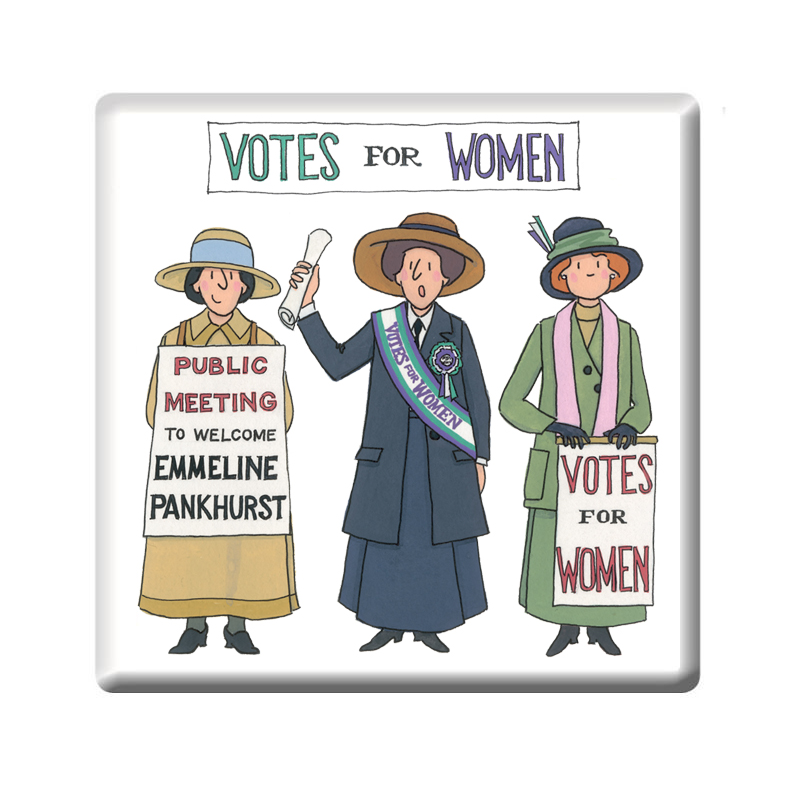 VOTES FOR WOMEN
PUBLIC
MEETING
TO WELCOME
EMMELINE
PANKHURST
VOTES FOR WOMEN
VOTES
FOR
WOMEN